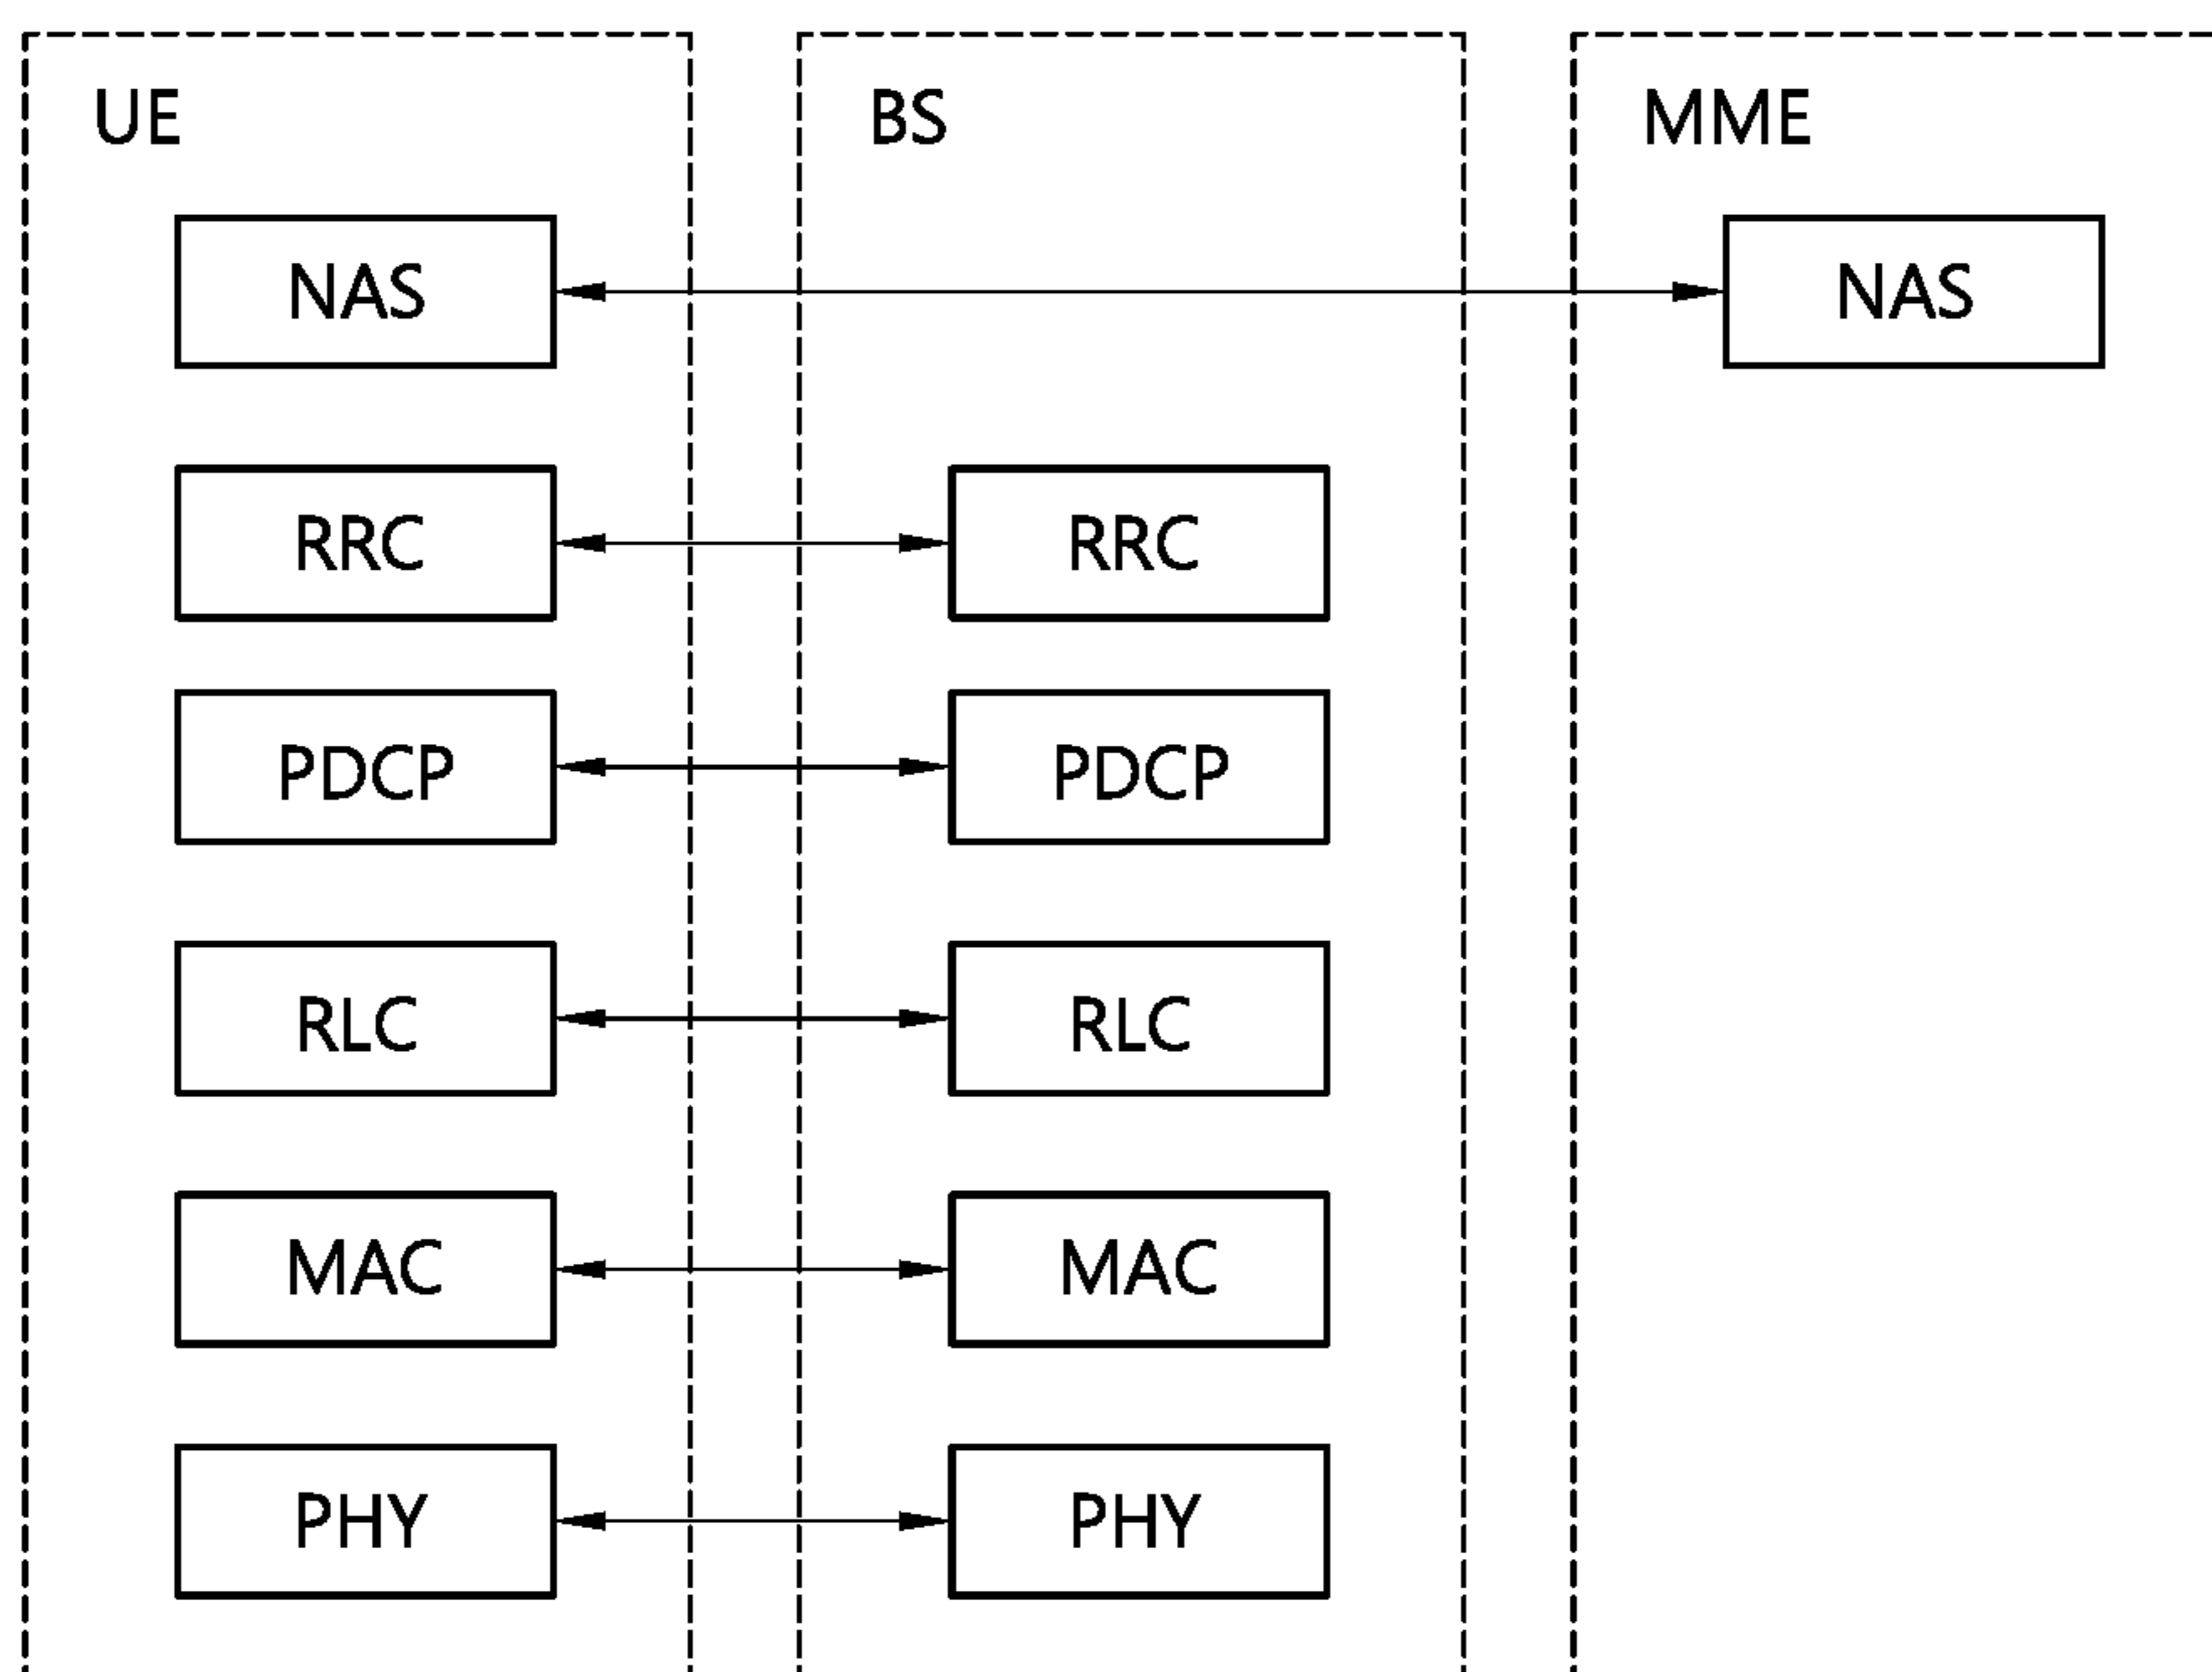 UE BS MME
NAS NAS
RRC RRC
PDCP PDCP
RLC RLC
MAC MAC
PHY PHY